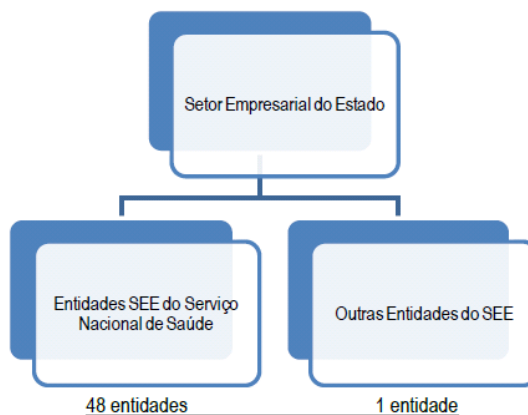 Setor Empresarial do Estado
Entidades SEE do Serviço
Nacional de Saúde
Outras Entidades do SEE
48 entidades
1 entidade